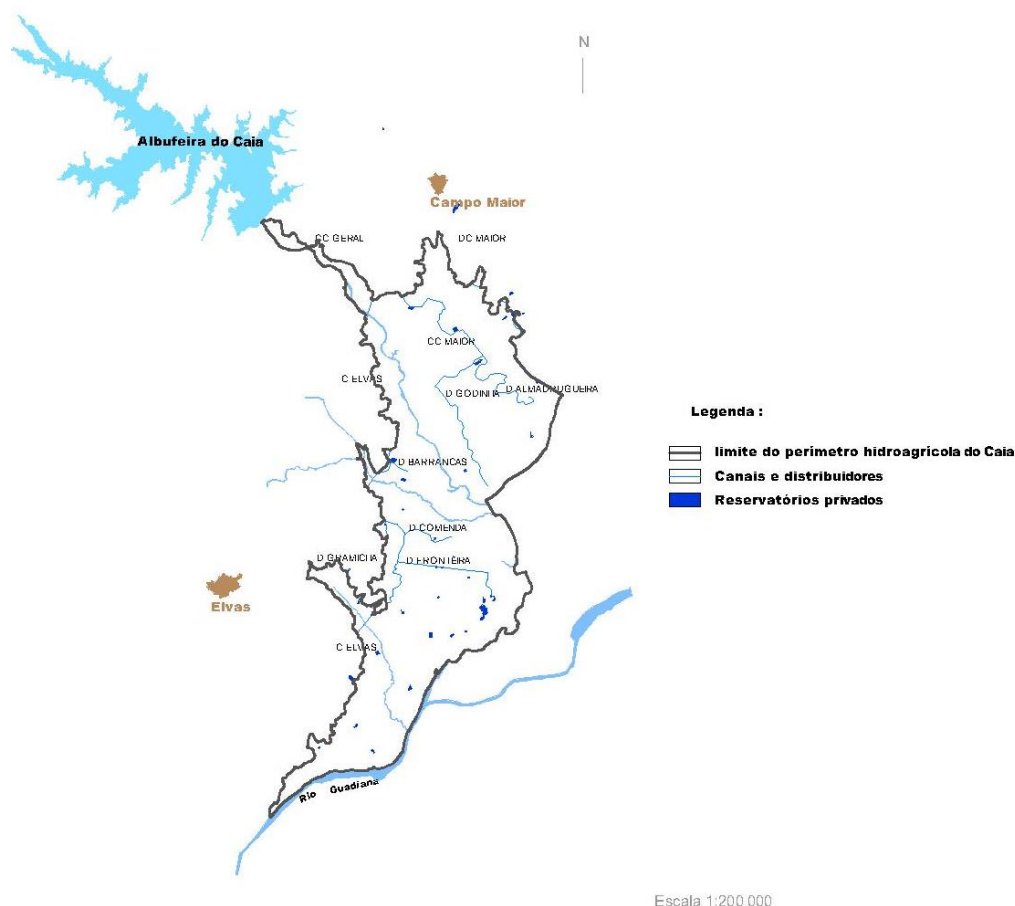 N
Albufeira do Caia
Campo Maior
CC GERAL
DC MAIOR
CC MAIOR
C ELVAS
D GODINHA
D ALMADRUGUEIRA
Legenda :
limite do perímetro hidroagrícola do Caia
D BARRANCAS
Canais e distribuidores
Reservatórios privados
D COMENDA
D GRAMICHA
D FRONTEIRA
Elvas
C ELVAS
Rio Guadiana
Escala 1:200 000